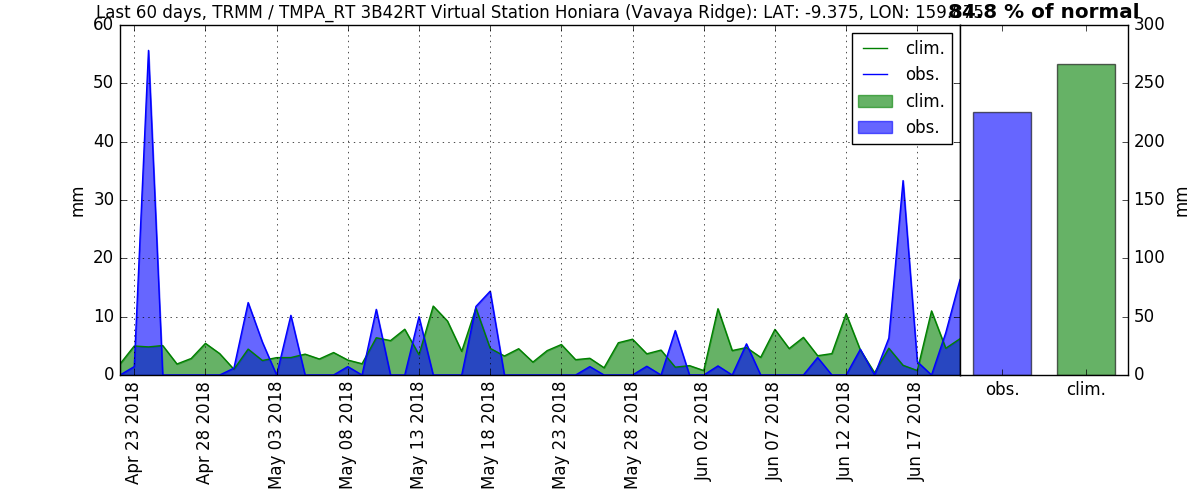 Last 60 days, TRMM / TMPA_RT 3B42RT Virtual Station Honiara (Vavaya Ridge): LAT: -9.375, LON:
84.8 % of normal
60
50
40
30
20
10
0
mm
clim.
obs.
clim.
obs.
300
250
200
150
100
50
0
mm
obs.
clim.
Apr 23 2018
Apr 28 2018
May 03 2018
May 08 2018
May 13 2018
May 18 2018
May 23 2018
May 28 2018
Jun 02 2018
Jun 07 2018
Jun 12 2018
Jun 17 2018